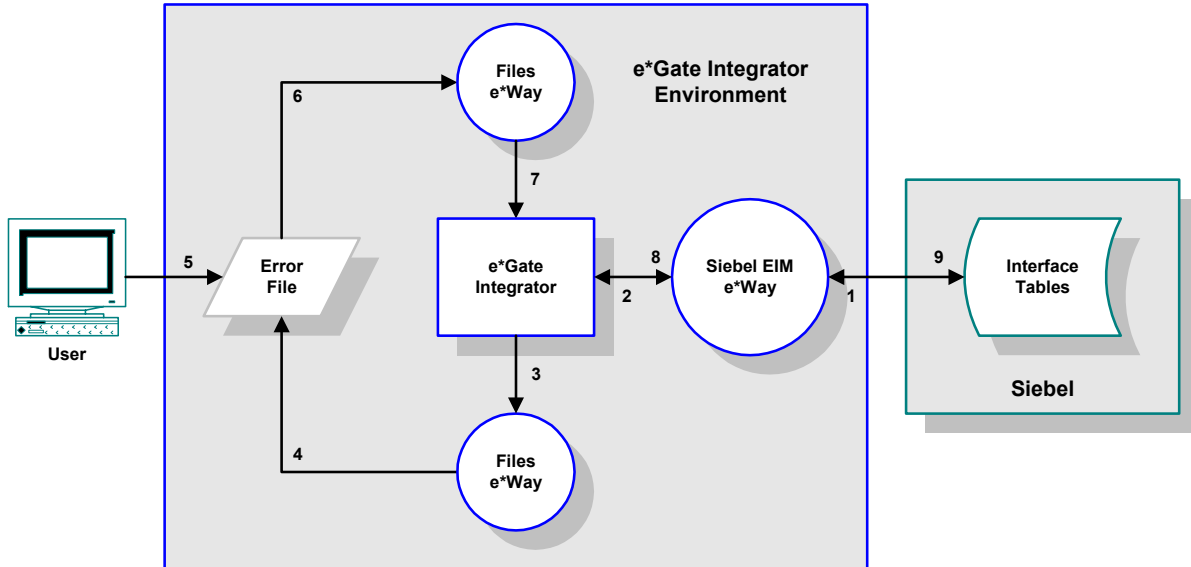 Files
e*Way
e*Gate Integrator
Environment
6
7
5
Error
File
e*Gate
Integrator
8
2
Siebel EIM
e*Way
1
9
Interface
Tables
User
3
Siebel
4
Files
e*Way